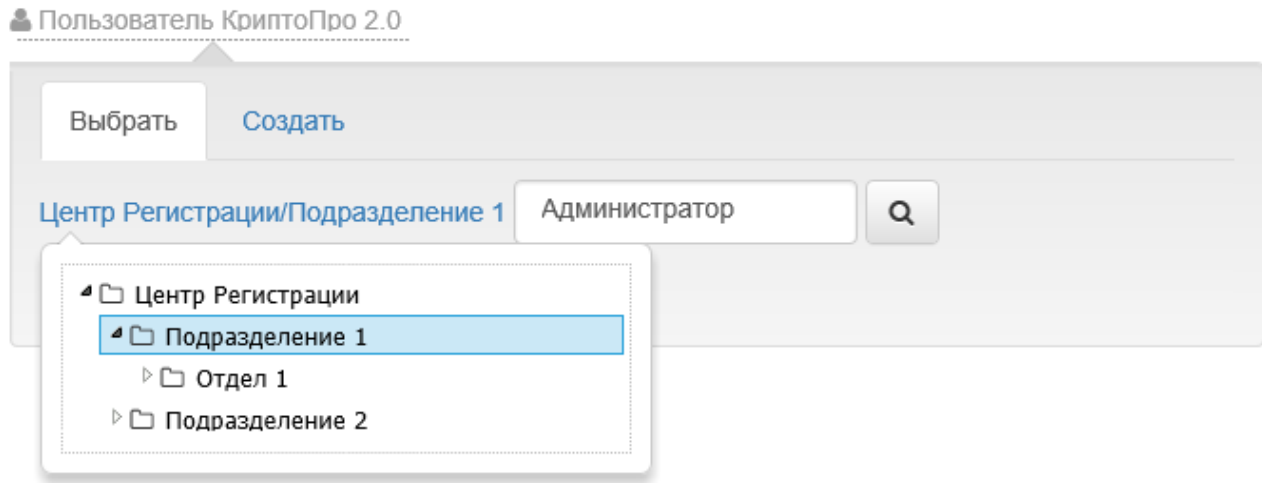 Пользователь КриптоПро 2.0
Выбрать Создать
Центр Регистрации/Подразделение 1 Администратор
Центр Регистрации
Подразделение 1
Отдел 1
Подразделение 2